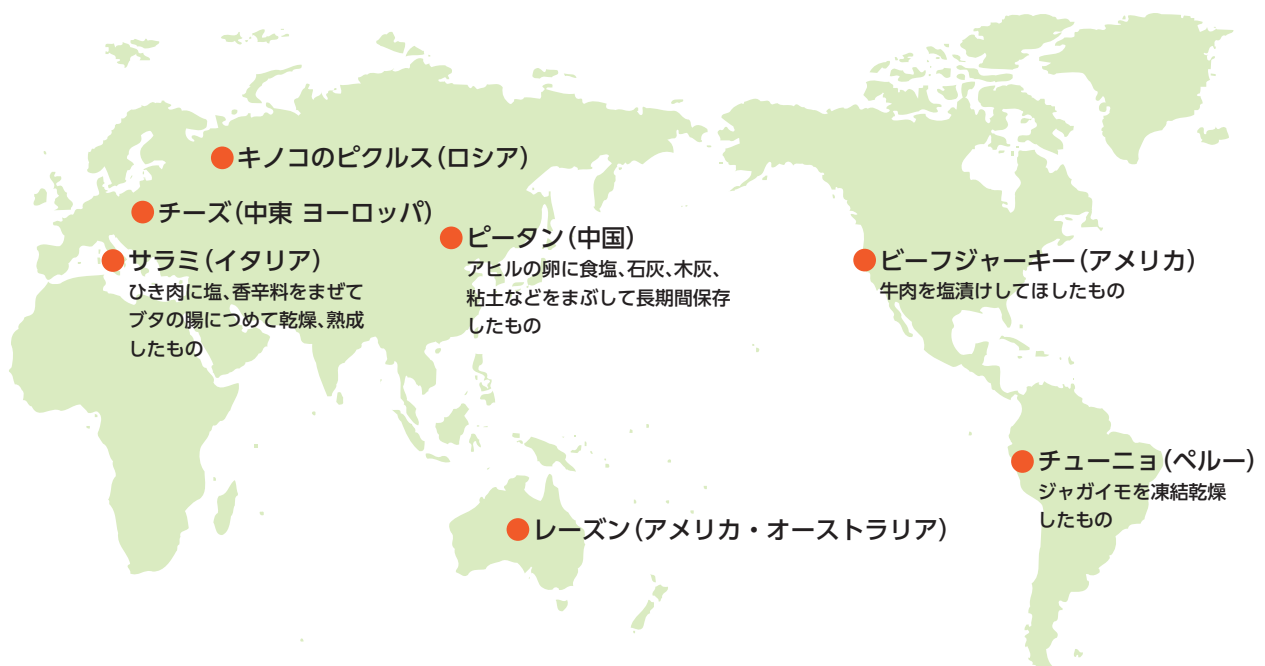 キノコのピクルス(ロシア)
チーズ(中東 ヨーロッパ)
サラミ(イタリア)
ひき肉に塩、香辛料をまぜて
ブタの腸につめて乾燥、熟成
したもの
ピータン(中国)
アヒルの卵に食塩、石灰、木灰、
粘土などをまぶして長期間保存
したもの
ビーフジャーキー(アメリカ)
牛肉を塩漬けしてほしたもの
チューニョ(ペルー)
ジャガイモを凍結乾燥
したもの
レーズン(アメリカ・オーストラリア)